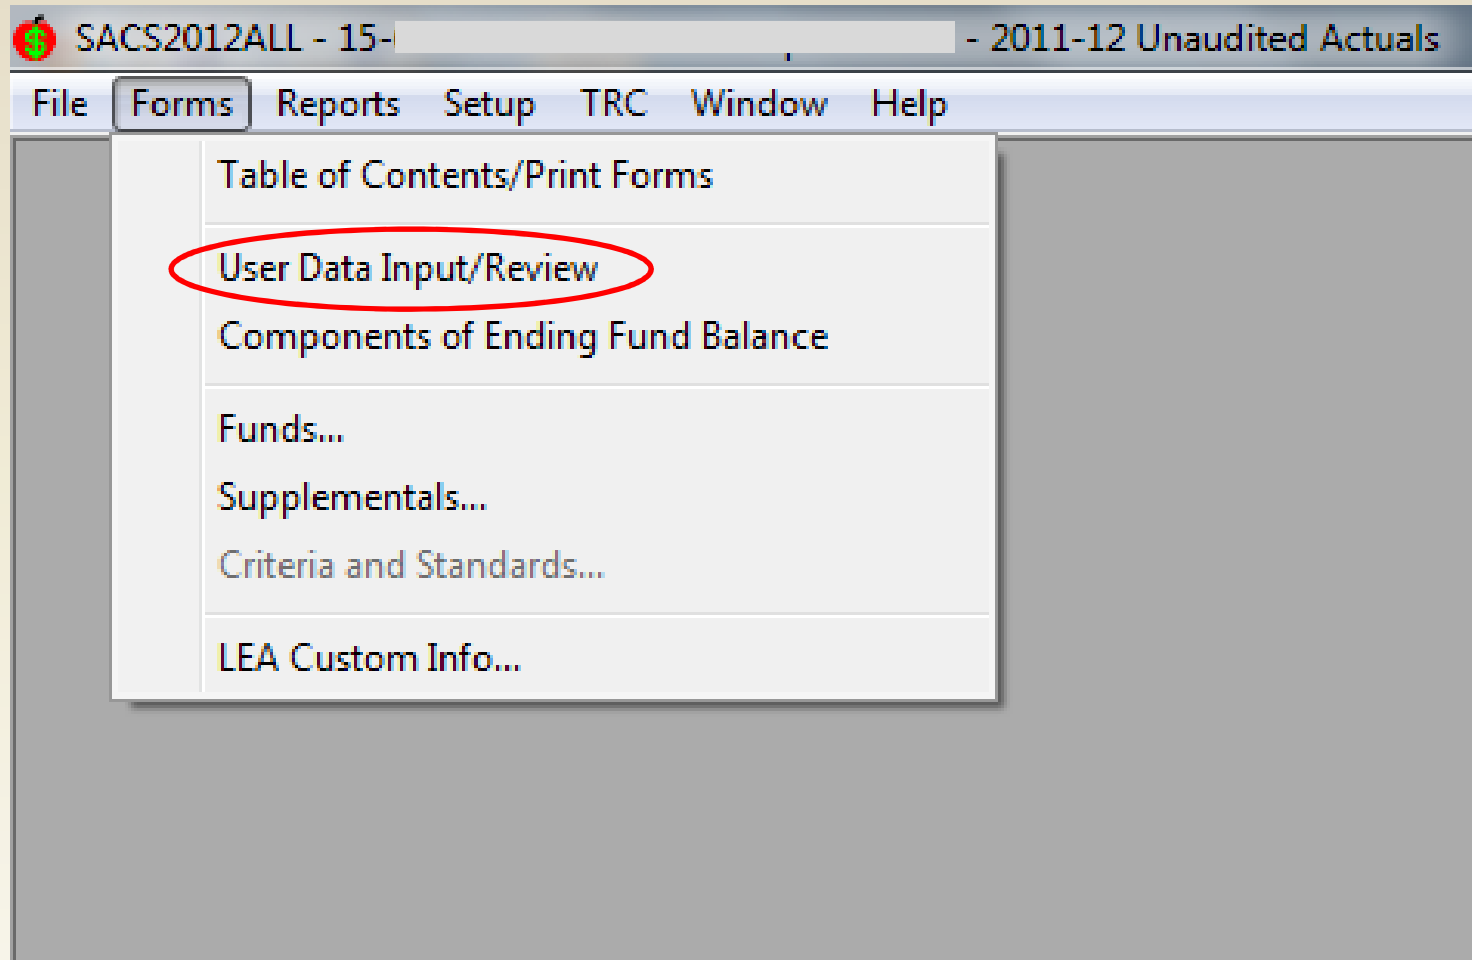 SACS2012ALL - 15- - 2011-12 Unaudited Actuals
File Forms Reports Setup TRC Window Help
Table of Contents/Print Forms
User Data Input/Review
Components of Ending Fund Balance
Funds...
Supplementals...
Criteria and Standards...
LEA Custom Info...